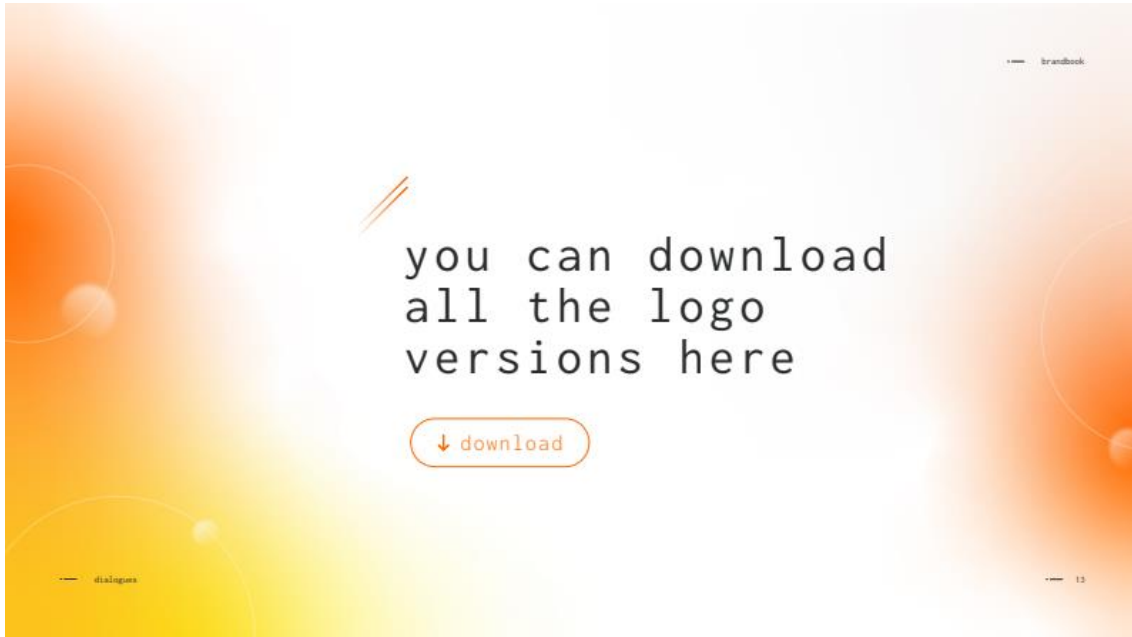 brandbook
you can download
all the logo
versions here
↓ download
dialogues
13